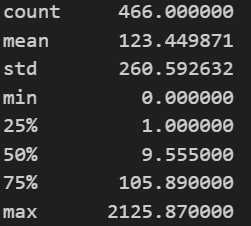 count 466.000000
mean 123.449871
std 260.592632
min 0.000000
25% 1.000000
50% 9.555000
75% 105.890000
max 2125.870000